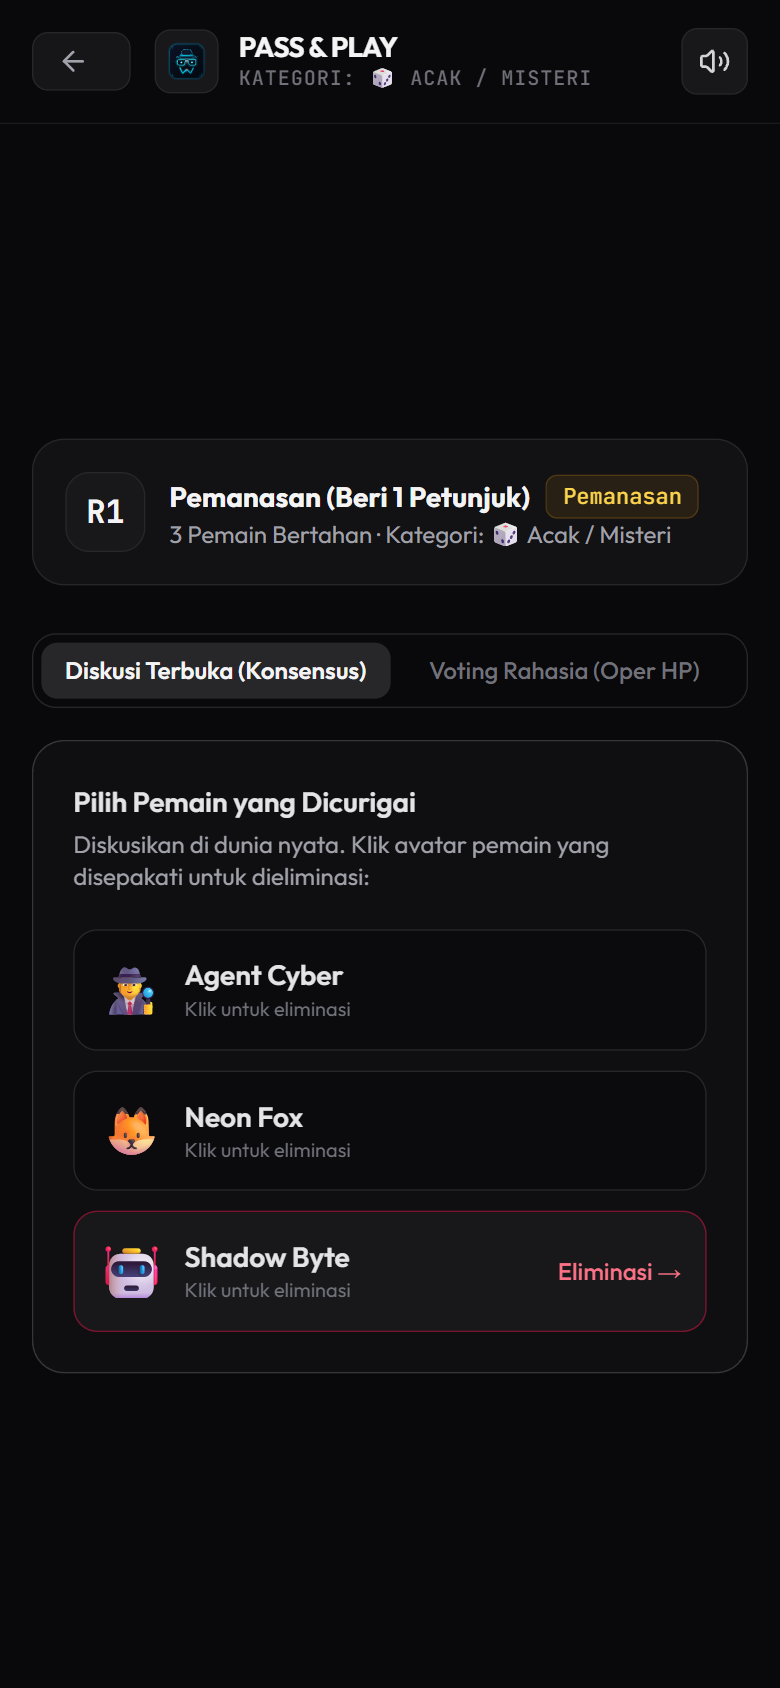 PASS & PLAY
KATEGORI: 🎲 ACAK / MISTERI
R1
Pemanasan (Beri 1 Petunjuk)
Pemanasan
3 Pemain Bertahan · Kategori: 🎲 Acak / Misteri
Diskusi Terbuka (Konsensus)
Voting Rahasia (Oper HP)
Pilih Pemain yang Dicurigai
Diskusikan di dunia nyata. Klik avatar pemain yang
disepakati untuk dieliminasi:
Agent Cyber
Klik untuk eliminasi
Neon Fox
Klik untuk eliminasi
Shadow Byte
Klik untuk eliminasi
Eliminasi →